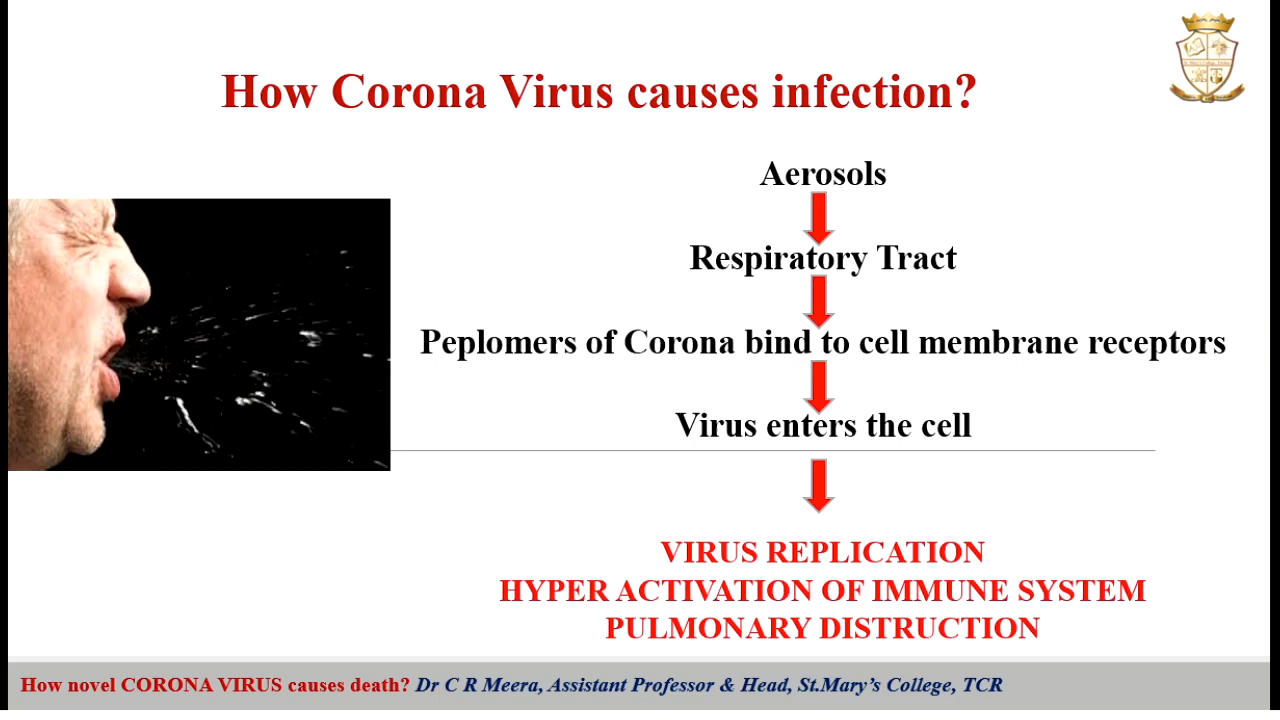 How Corona Virus causes infection?
Aerosols
Respiratory Tract
Peplomers of Corona bind to cell membrane receptors
Virus enters the cell
VIRUS REPLICATION
HYPER ACTIVATION OF IMMUNE SYSTEM
PULMONARY DISTRUCTION
How novel CORONA VIRUS causes death? Dr C R Meera, Assistant Professor & Head, St.Mary's College, TCR